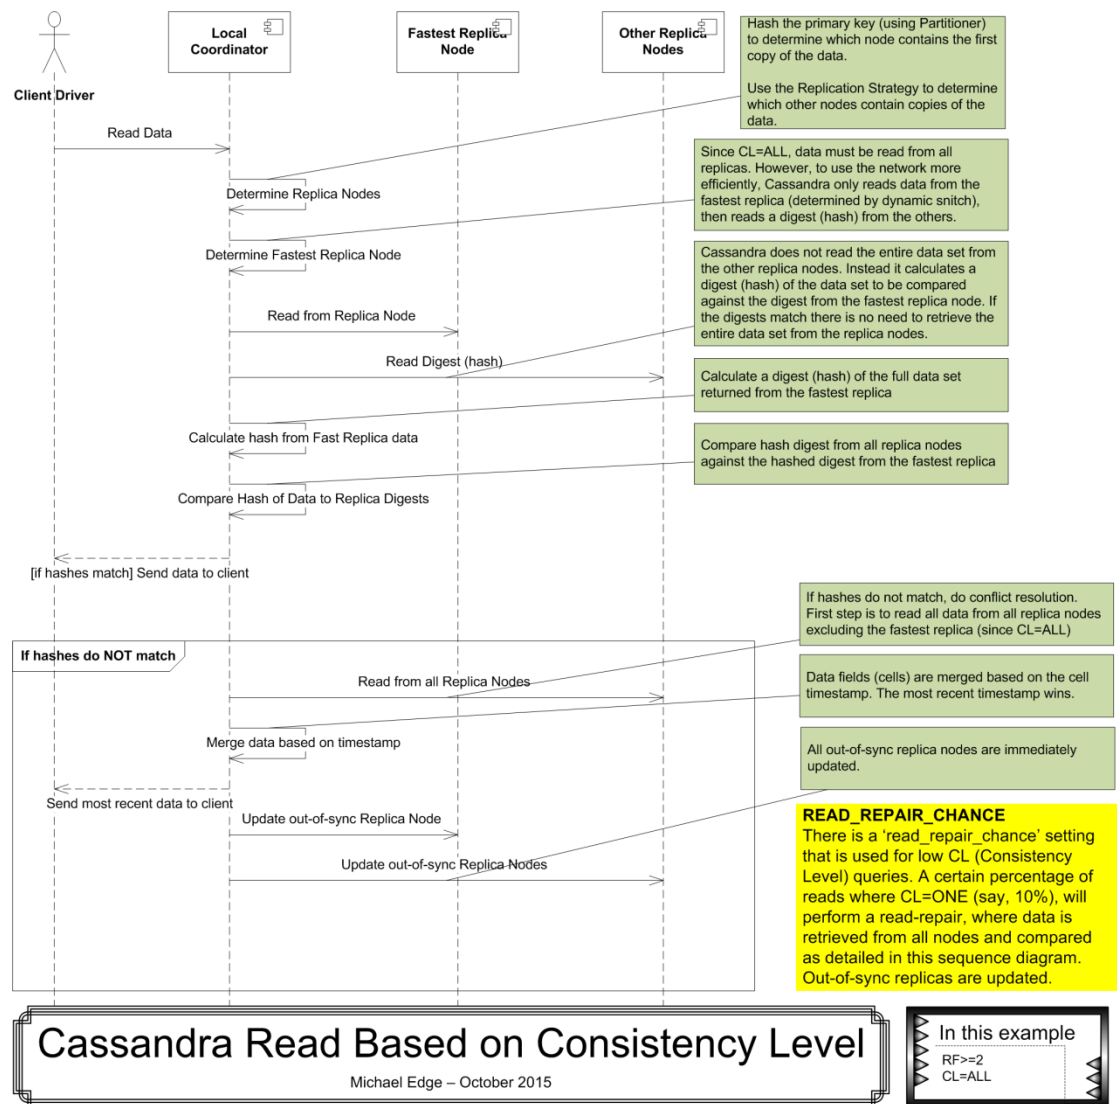 Local
Coordinator
Fastest Replica
Node
Other Replica
Nodes
Client Driver
Hash the primary key (using Partitioner)
to determine which node contains the first
copy of the data.
Use the Replication Strategy to determine
which other nodes contain copies of the
data.
Read Data
Since CL=ALL, data must be read from all
replicas. However, to use the network more
efficiently, Cassandra only reads data from the
fastest replica (determined by dynamic snitch),
then reads a digest (hash) from the others.
Determine Replica Nodes
Determine Fastest Replica Node
Cassandra does not read the entire data set from
the other replica nodes. Instead it calculates a
digest (hash) of the data set to be compared
against the digest from the fastest replica node. If
the digests match there is no need to retrieve the
entire data set from the replica nodes.
Read from Replica Node
Read Digest (hash)
Calculate a digest (hash) of the full data set
returned from the fastest replica
Calculate hash from Fast Replica data
Compare hash digest from all replica nodes
against the hashed digest from the fastest replica
Compare Hash of Data to Replica Digests
[if hashes match] Send data to client
If hashes do not match, do conflict resolution.
First step is to read all data from all replica nodes
excluding the fastest replica (since CL=ALL)
If hashes do NOT match
Read from all Replica Nodes
Data fields (cells) are merged based on the cell
timestamp. The most recent timestamp wins.
Merge data based on timestamp
All out-of-sync replica nodes are immediately
updated.
Send most recent data to client
Update out-of-sync Replica Node
Update out-of-sync Replica Nodes
READ_REPAIR_CHANCE
There is a ‘read_repair_chance’ setting
that is used for low CL (Consistency
Level) queries. A certain percentage of
reads where CL=ONE (say, 10%), will
perform a read-repair, where data is
retrieved from all nodes and compared
as detailed in this sequence diagram.
Out-of-sync replicas are updated.
Cassandra Read Based on Consistency Level
Michael Edge – October 2015
In this example
RF>=2
CL=ALL